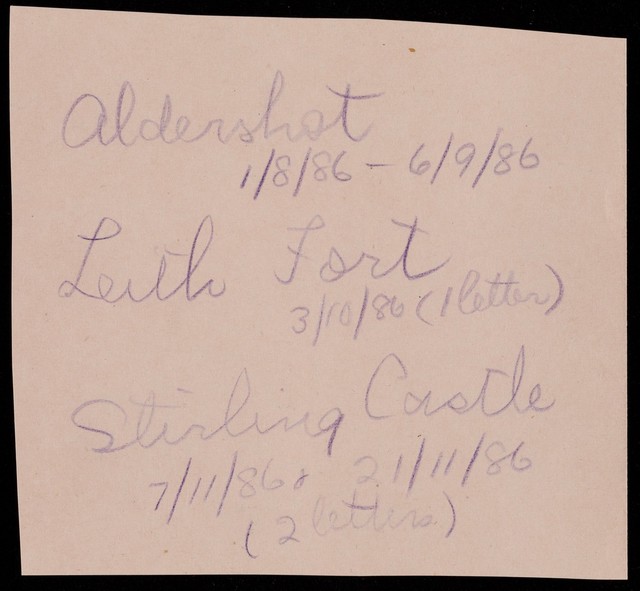 Aldershot
1/8/86 - 6/9/86
Leith Fort
3/10/86 (1 letter)
Stirling Castle
7/11/86 & 21/11/86
(2 letters)